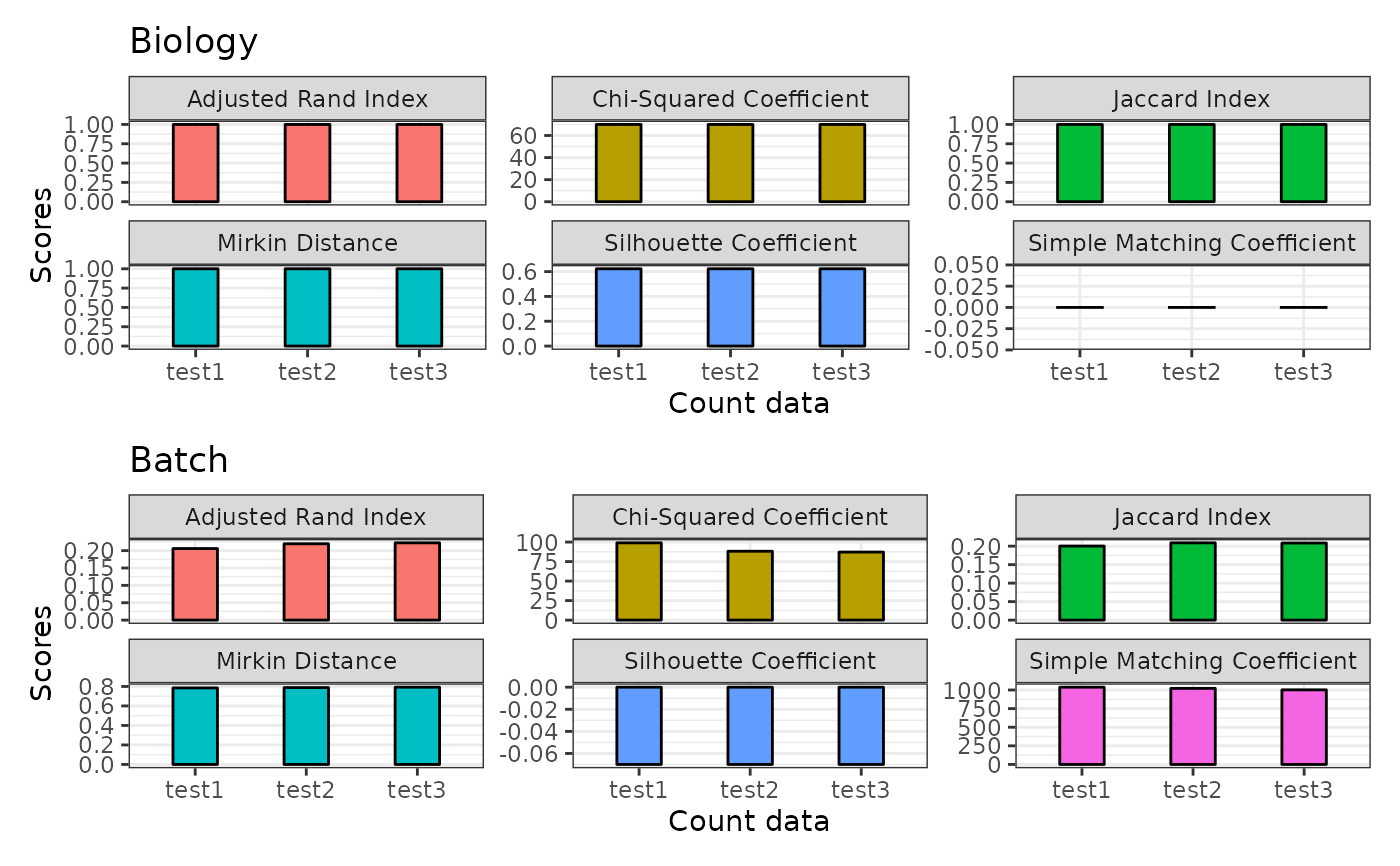 Biology
Adjusted Rand Index
Chi-Squared Coefficient
Jaccard Index
1.00
0.75
0.50
0.25
0.00
60
40
20
0
1.00
0.75
0.50
0.25
0.00
Scores
Mirkin Distance
Silhouette Coefficient
Simple Matching Coefficient
1.00
0.75
0.50
0.25
0.00
0.6
0.4
0.2
0.0
0.050
0.025
0.000
-0.025
-0.050
test1 test2 test3
test1 test2 test3
test1 test2 test3
Count data
Batch
Adjusted Rand Index
Chi-Squared Coefficient
Jaccard Index
0.20
0.15
0.10
0.05
0.00
100
75
50
25
0
0.20
0.15
0.10
0.05
0.00
Scores
Mirkin Distance
Silhouette Coefficient
Simple Matching Coefficient
0.8
0.6
0.4
0.2
0.0
0.00
-0.02
-0.04
-0.06
1000
750
500
250
0
test1 test2 test3
test1 test2 test3
test1 test2 test3
Count data